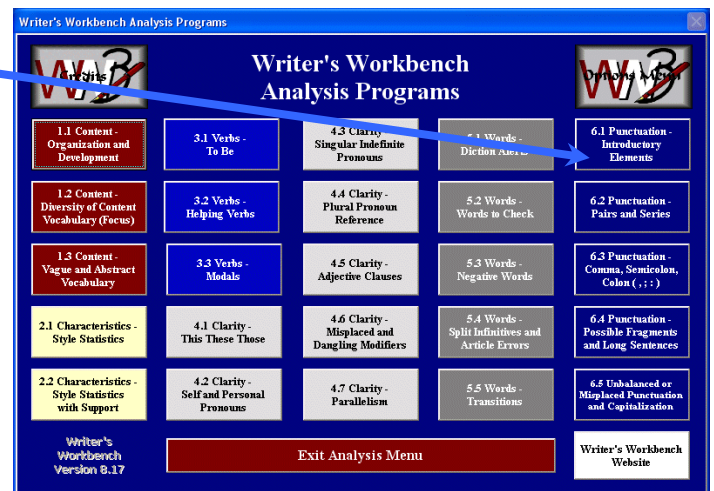 Writer's Workbench Analysis Programs
Credits
Writer's Workbench
Analysis Programs
Options Menu
1.1 Content -
Organization and
Development
3.1 Verbs -
To Be
4.3 Clarity -
Singular Indefinite
Pronouns
5.1 Words -
Diction Alerts
6.1 Punctuation -
Introductory
Elements
1.2 Content -
Diversity of Content
Vocabulary (Focus)
3.2 Verbs -
Helping Verbs
4.4 Clarity -
Plural Pronoun
Reference
5.2 Words -
Words to Check
6.2 Punctuation -
Pairs and Series
1.3 Content -
Vague and Abstract
Vocabulary
3.3 Verbs -
Modals
4.5 Clarity -
Adjective Clauses
5.3 Words -
Negative Words
6.3 Punctuation -
Comma, Semicolon,
Colon ( , ; : )
2.1 Characteristics -
Style Statistics
4.1 Clarity -
This These Those
4.6 Clarity -
Misplaced and
Dangling Modifiers
5.4 Words -
Split Infinitives and
Article Errors
6.4 Punctuation -
Possible Fragments
and Long Sentences
2.2 Characteristics -
Style Statistics
with Support
4.2 Clarity -
Self and Personal
Pronouns
4.7 Clarity -
Parallelism
5.5 Words -
Transitions
6.5 Unbalanced or
Misplaced Punctuation
and Capitalization
Writer's
Workbench
Version 8.17
Exit Analysis Menu
Writer's Workbench
Website